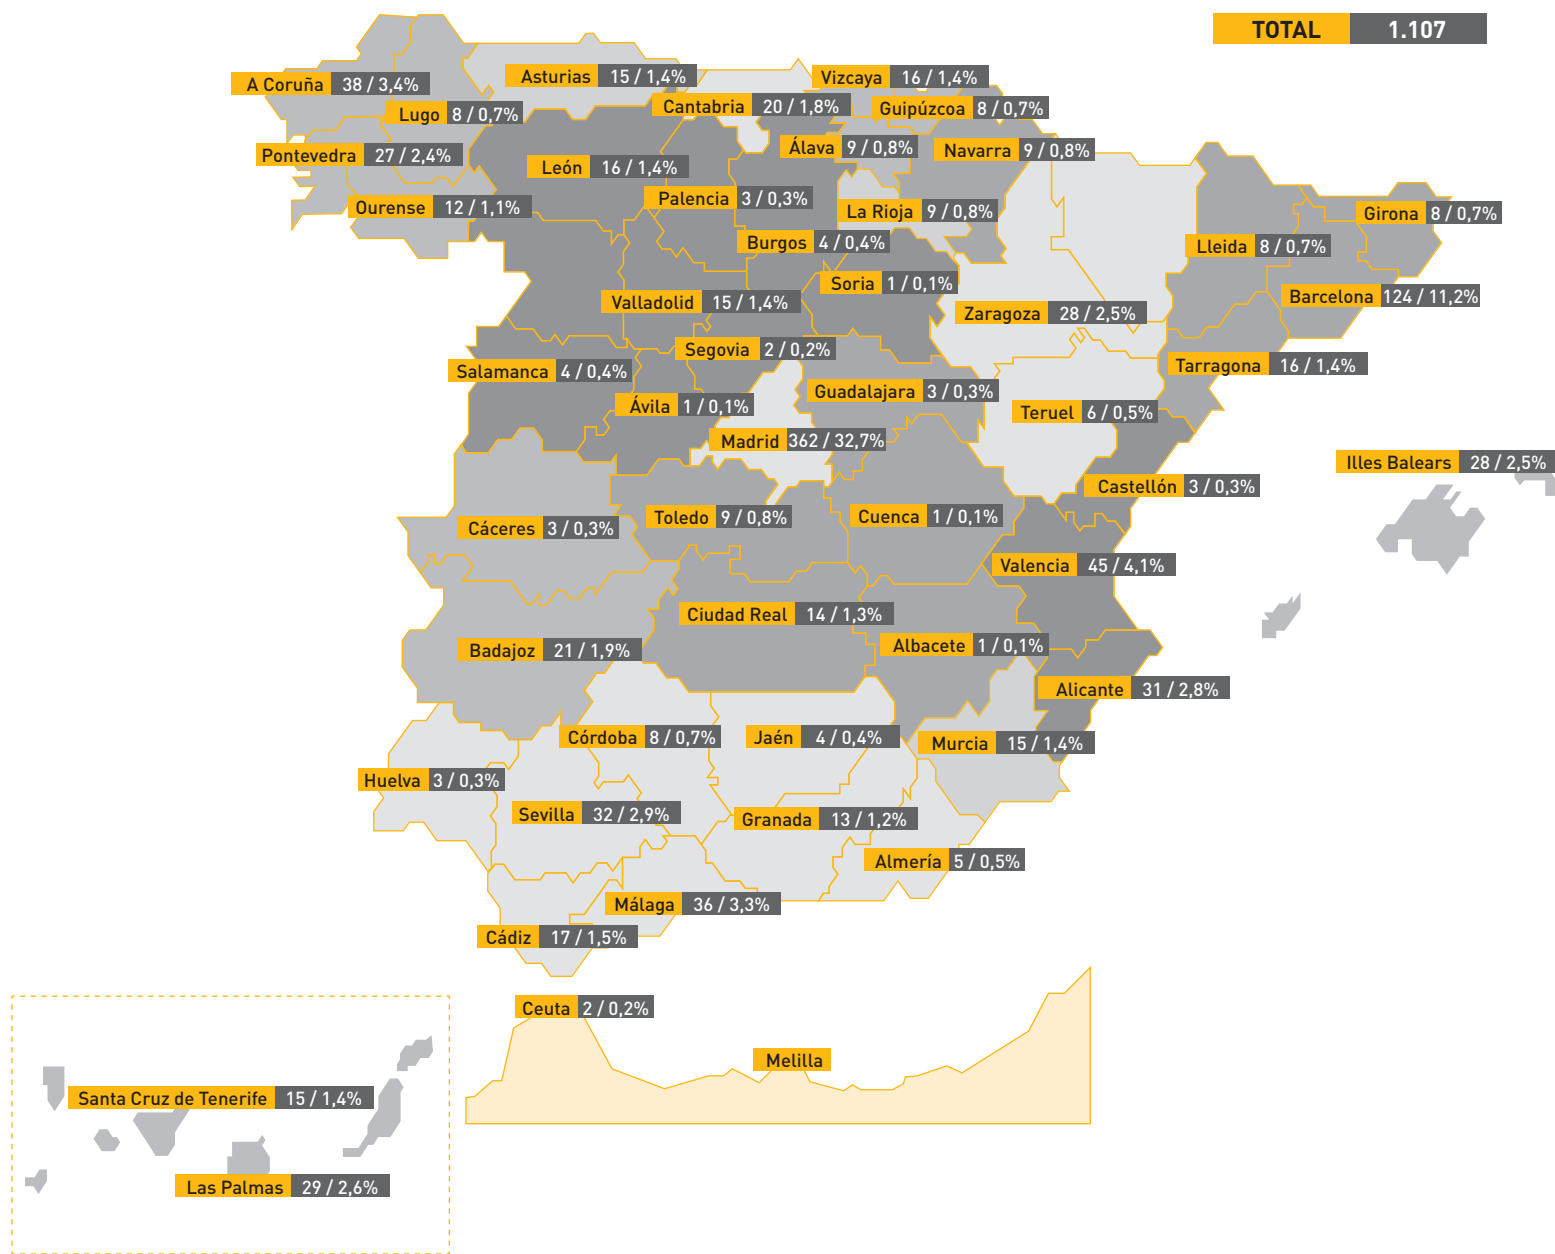 TOTAL 1.107
A Coruña 38 / 3,4%
Asturias 15 / 1,4%
Vizcaya 16 / 1,4%
Cantabria 20 / 1,8%
Guipúzcoa 8 / 0,7%
Lugo 8 / 0,7%
Álava 9 / 0,8%
Navarra 9 / 0,8%
Pontevedra 27 / 2,4%
León 16 / 1,4%
Palencia 3 / 0,3%
Ourense 12 / 1,1%
La Rioja 9 / 0,8%
Girona 8 / 0,7%
Burgos 4 / 0,4%
Lleida 8 / 0,7%
Soria 1 / 0,1%
Barcelona 124 / 11,2%
Valladolid 15 / 1,4%
Zaragoza 28 / 2,5%
Segovia 2 / 0,2%
Salamanca 4 / 0,4%
Tarragona 16 / 1,4%
Guadalajara 3 / 0,3%
Ávila 1 / 0,1%
Teruel 6 / 0,5%
Madrid 362 / 32,7%
Illes Balears 28 / 2,5%
Castellón 3 / 0,3%
Toledo 9 / 0,8%
Cuenca 1 / 0,1%
Cáceres 3 / 0,3%
Valencia 45 / 4,1%
Ciudad Real 14 / 1,3%
Albacete 1 / 0,1%
Badajoz 21 / 1,9%
Alicante 31 / 2,8%
Córdoba 8 / 0,7%
Jaén 4 / 0,4%
Murcia 15 / 1,4%
Huelva 3 / 0,3%
Sevilla 32 / 2,9%
Granada 13 / 1,2%
Almería 5 / 0,5%
Málaga 36 / 3,3%
Cádiz 17 / 1,5%
Ceuta 2 / 0,2%
Melilla
Santa Cruz de Tenerife 15 / 1,4%
Las Palmas 29 / 2,6%